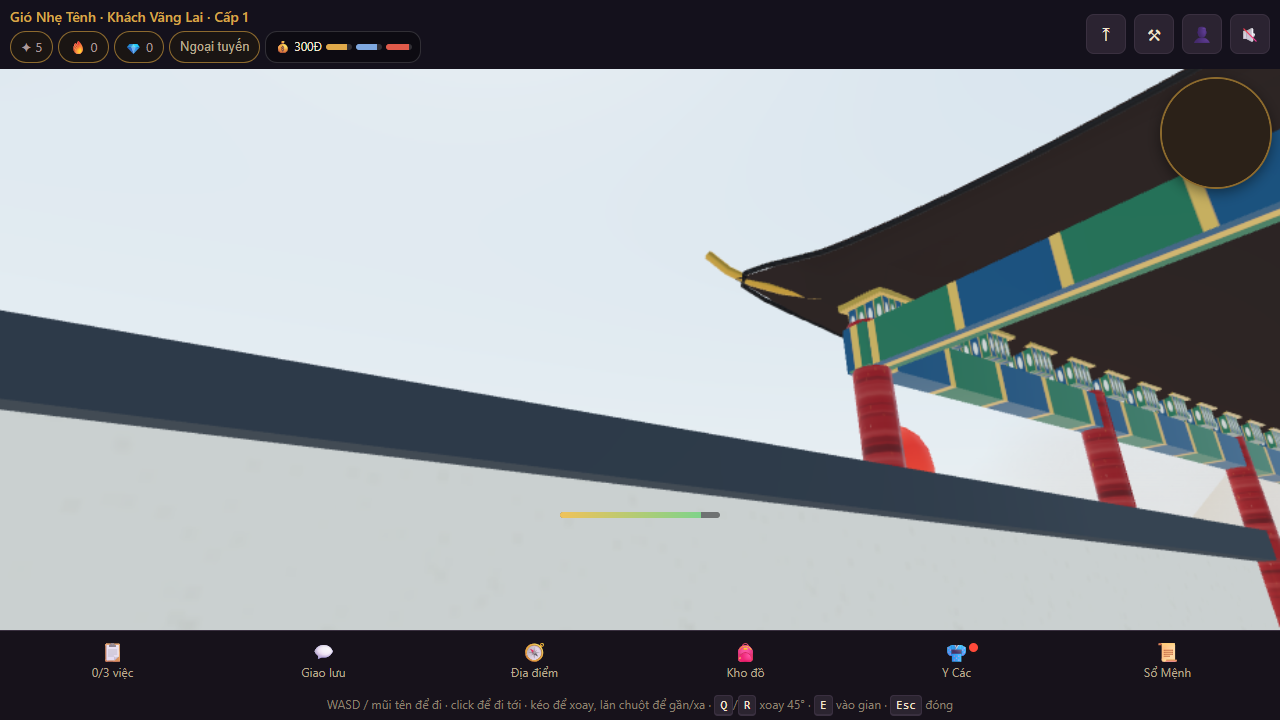 Gió Nhẹ Tênh · Khách Vãng Lai · Cấp 1
5
0
0
Ngoại tuyến
300Đ
0/3 việc
Giao lưu
Địa điểm
Kho đồ
Y Các
Sổ Mệnh
WASD / mũi tên để đi · click để đi tới · kéo để xoay, lăn chuột để gần/xa · Q / R xoay 45° · E vào gian · Esc đóng